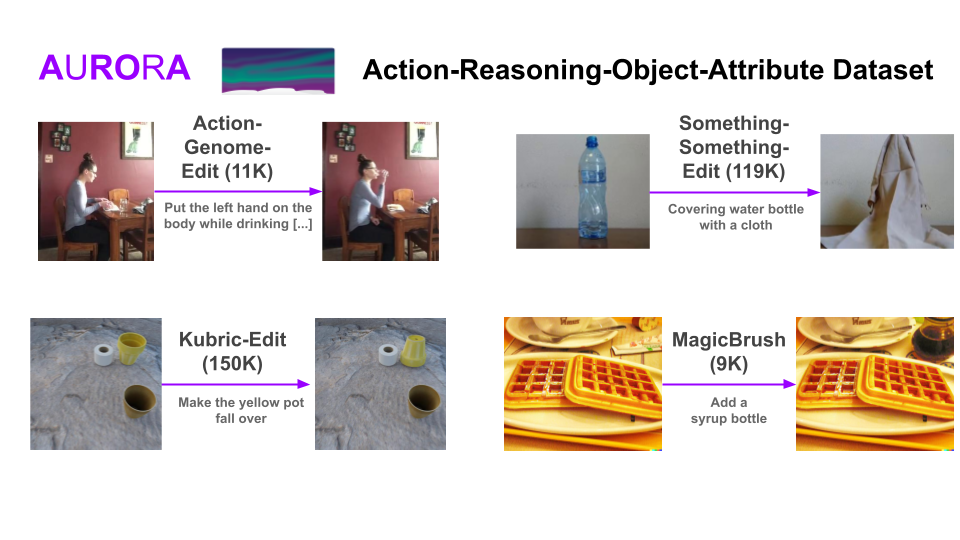 AURORA
Action-Reasoning-Object-Attribute Dataset
Action-
Genome-
Edit (11K)
Put the left hand on the
body while drinking [...]
Something-
Something-
Edit (119K)
Covering water bottle
with a cloth
Kubric-Edit
(150K)
Make the yellow pot
fall over
MagicBrush
(9K)
Add a
syrup bottle